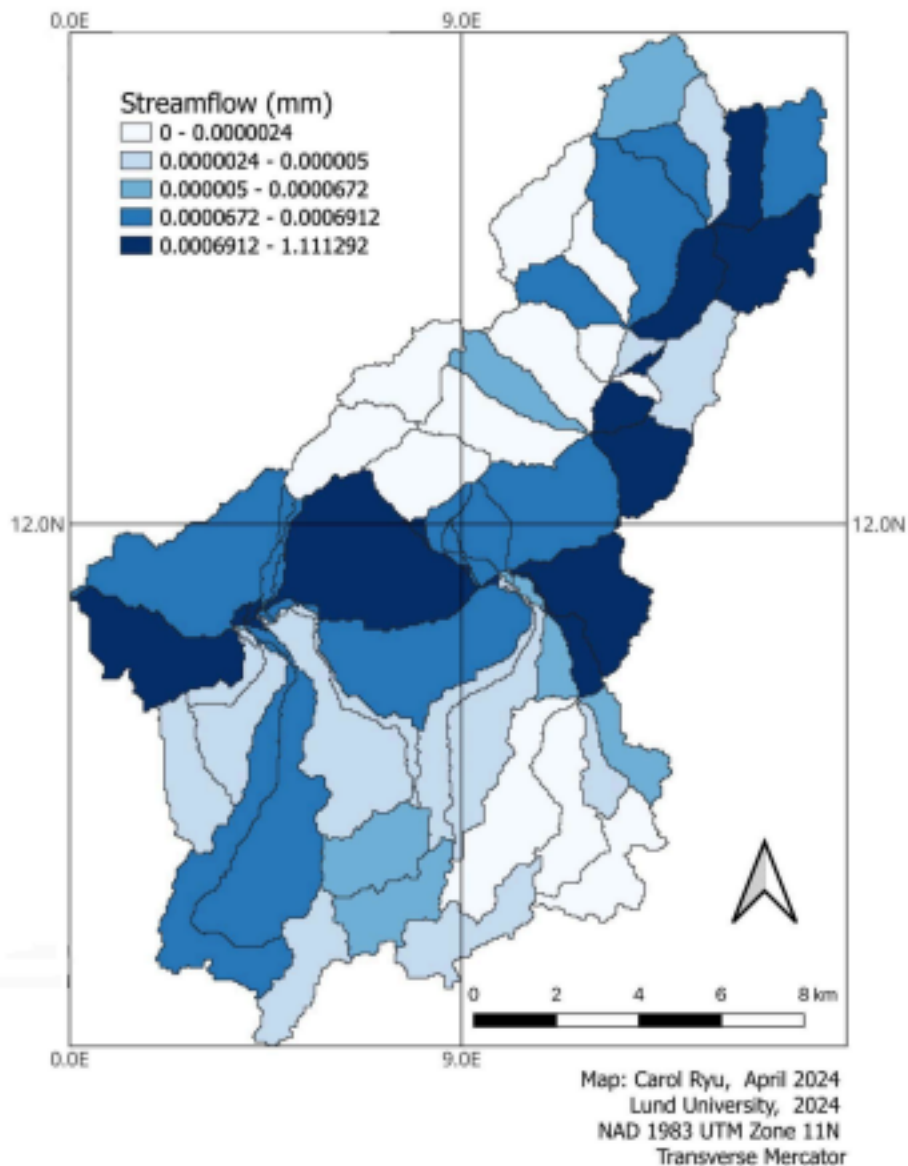 0.0E 9.0E
Streamflow (mm)
0 - 0.0000024
0.0000024 - 0.000005
0.000005 - 0.0000672
0.0000672 - 0.0006912
0.0006912 - 1.111292
12.0N 12.0N
0 2 4 6 8 km
0.0E 9.0E
Map: Carol Ryu, April 2024
Lund University, 2024
NAD 1983 UTM Zone 11N
Transverse Mercator